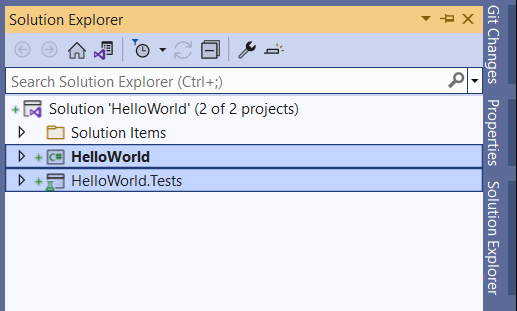 Solution Explorer
Search Solution Explorer (Ctrl+;)
Solution 'HelloWorld' (2 of 2 projects)
Solution Items
C# HelloWorld
HelloWorld.Tests
Git Changes
Properties
Solution Explorer